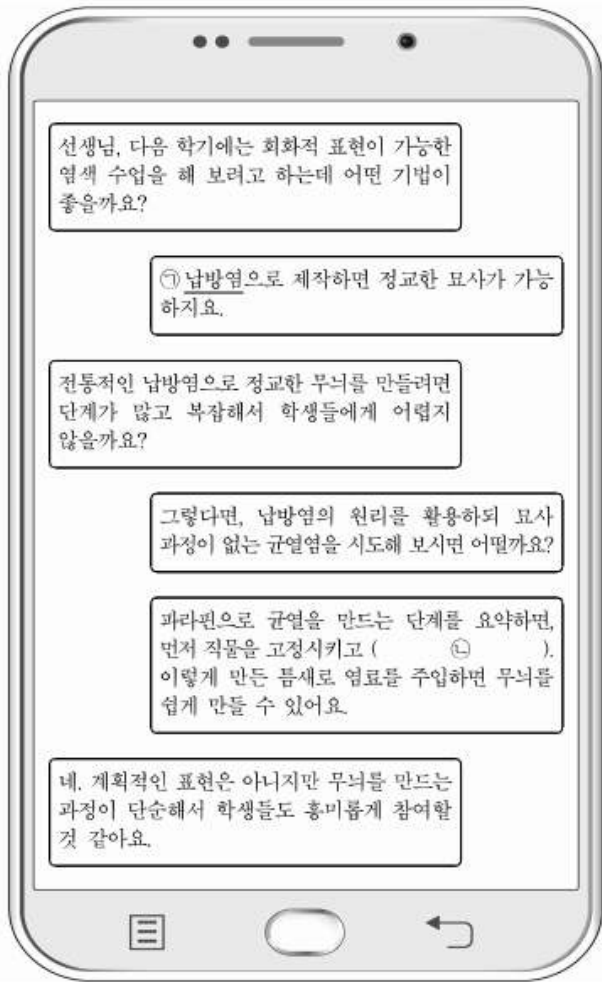 선생님, 다음 학기에는 회화적 표현이 가능한
염색 수업을 해 보려고 하는데 어떤 기법이
좋을까요?
㉠ 납방염으로 제작하면 정교한 묘사가 가능
하지요.
전통적인 납방염으로 정교한 무늬를 만들려면
단계가 많고 복잡해서 학생들에게 어렵지
않을까요?
그렇다면, 납방염의 원리를 활용하되 묘사
과정이 없는 균열염을 시도해 보시면 어떨까요?
파라핀으로 균열을 만드는 단계를 요약하면,
먼저 직물을 고정시키고 ( ㉡ ).
이렇게 만든 틈새로 염료를 주입하면 무늬를
쉽게 만들 수 있어요.
네. 계획적인 표현은 아니지만 무늬를 만드는
과정이 단순해서 학생들도 흥미롭게 참여할
것 같아요.